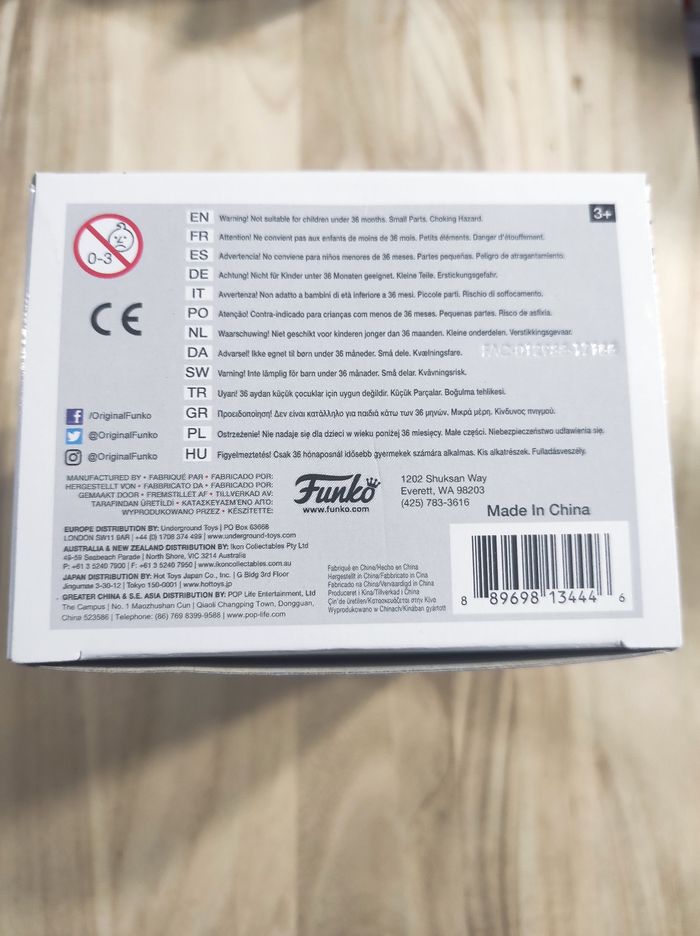 3+
0-3
EN Warning! Not suitable for children under 36 months. Small Parts. Choking Hazard.
FR Attention! Ne convient pas aux enfants de moins de 36 mois. Petits éléments. Danger d'étouffement.
ES Advertencia! No conveniente para niños menores de 36 meses. Partes pequeñas. Peligro de atragantamiento.
DE Achtung! Nicht für Kinder unter 36 Monaten geeignet. Kleine Teile. Erstickungsgefahr.
IT Avvertenza! Non adatto a bambini di età inferiore a 36 mesi. Piccole parti. Rischio di soffocamento.
PO Atenção! Contra-indicado para crianças com menos de 36 meses. Pequenas partes. Risco de asfixia.
CE
NL Waarschuwing! Niet geschikt voor kinderen jonger dan 36 maanden. Kleine onderdelen. Verstikkingsgevaar.
DA Advarsel! Ikke egnet til børn under 36 måneder. Små dele. Kvælningsfare.
SW Varning! Inte lämplig för barn under 36 månader. Små delar. Kvävningsrisk.
TR Uyarı! 36 aydan küçük çocuklar için uygun değildir. Küçük Parçalar. Boğulma tehlikesi.
/OriginalFunko
GR Προειδοποίηση! Δεν είναι κατάλληλο για παιδιά κάτω των 36 μηνών. Μικρά μέρη. Κίνδυνος πνιγμού.
@OriginalFunko
PL Ostrzeżenie! Nie nadaje się dla dzieci w wieku poniżej 36 miesięcy. Małe części. Niebezpieczeństwo udławienia się.
@OriginalFunko
HU Figyelmeztetés! Csak 36 hónaposnál idősebb gyermekek számára alkalmas. Kis alkatrészek. Fulladásveszély.
MANUFACTURED BY • FABRIQUÉ PAR • FABRICADO POR:
HERGESTELLT VON • FABBRICATO DA • FABRICADO POR:
GEMAAKT DOOR • FREMSTILLET AF • TILLVERKAD AV:
TARAFINDAN ÜRETİLDİ • ΚΑΤΑΣΚΕΥΑΣΜΕΝΟ ΑΠΟ:
WYPRODUKOWANO PRZEZ • KÉSZÍTETTE:
Funko
www.funko.com
1202 Shuksan Way
Everett, WA 98203
(425) 783-3616
Made In China
EUROPE DISTRIBUTION BY: Underground Toys | PO Box 63668
LONDON SW11 9AR | +44 (0) 1708 374 489 | www.underground-toys.com
AUSTRALIA & NEW ZEALAND DISTRIBUTION BY: Ikon Collectables Pty Ltd
49-59 Seabeach Parade | North Shore, VIC 3214 Australia
P: +61 3 5240 7900 | F: +61 3 5240 7950 | www.ikoncollectables.com.au
JAPAN DISTRIBUTION BY: Hot Toys Japan Co., Inc. | G Bldg 3rd Floor
Jingumae 3-30-12 | Tokyo 150-0001 | www.hottoys.jp
GREATER CHINA & S.E. ASIA DISTRIBUTION BY: POP Life Entertainment, Ltd
The Campus | No. 1 Maozhushan Cun | Qiaoli Changping Town, Dongguan,
China 523586 | Telephone: (86) 769 8399-9588 | www.pop-life.com
Fabriqué en China/Hecho en China
Hergestellt in China/Fabbricato in Cina
Fabricado na China/Vervaardigd in China
Produceret i Kina/Tillverkad i China
Çin'de üretilen/Κατασκευάζεται στην Κίνα
Wyprodukowano w Chinach/Kínában gyártott
8 89698 13444 6